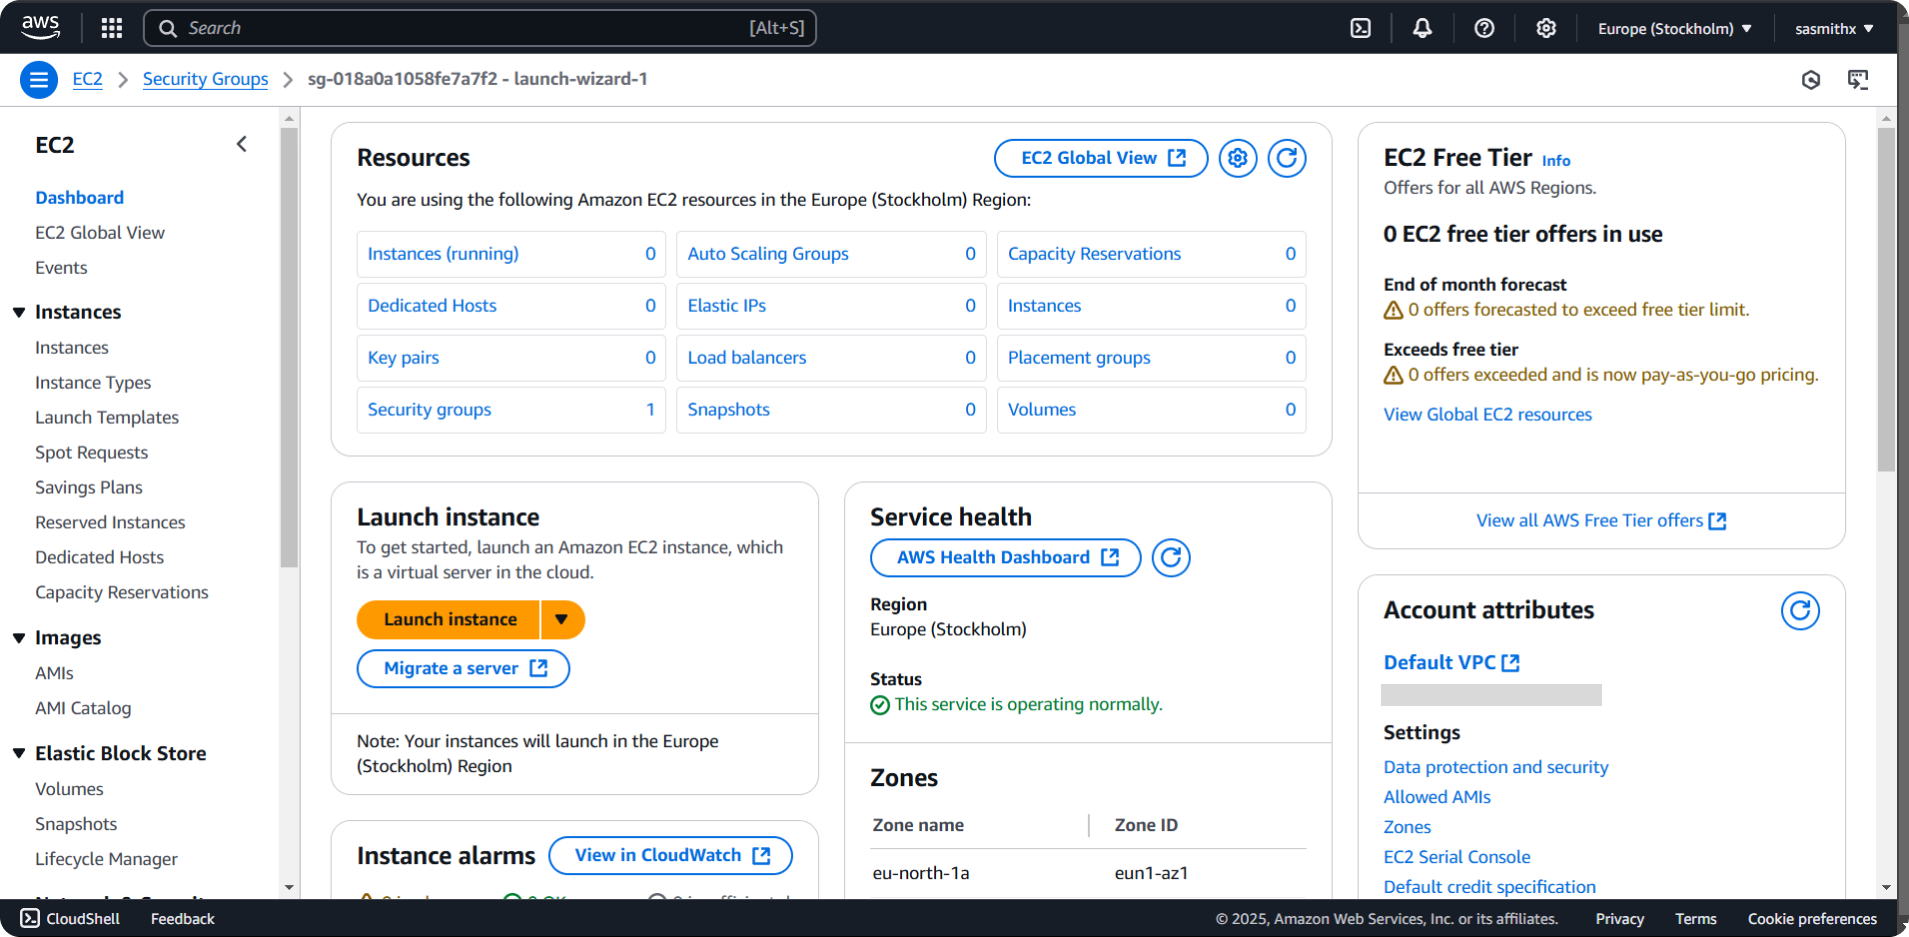 aws
Search
[Alt+S]
Europe (Stockholm)
sasmithx
EC2
Security Groups
sg-018a0a1058fe7a7f2 - launch-wizard-1
EC2
Dashboard
EC2 Global View
Events
Instances
Instances
Instance Types
Launch Templates
Spot Requests
Savings Plans
Reserved Instances
Dedicated Hosts
Capacity Reservations
Images
AMIs
AMI Catalog
Elastic Block Store
Volumes
Snapshots
Lifecycle Manager
Resources
EC2 Global View
You are using the following Amazon EC2 resources in the Europe (Stockholm) Region:
Instances (running) 0
Auto Scaling Groups 0
Capacity Reservations 0
Dedicated Hosts 0
Elastic IPs 0
Instances 0
Key pairs 0
Load balancers 0
Placement groups 0
Security groups 1
Snapshots 0
Volumes 0
Launch instance
To get started, launch an Amazon EC2 instance, which
is a virtual server in the cloud.
Launch instance
Migrate a server
Note: Your instances will launch in the Europe
(Stockholm) Region
Instance alarms
View in CloudWatch
Service health
AWS Health Dashboard
Region
Europe (Stockholm)
Status
This service is operating normally.
Zones
Zone name
Zone ID
eu-north-1a
eun1-az1
EC2 Free Tier Info
Offers for all AWS Regions.
0 EC2 free tier offers in use
End of month forecast
0 offers forecasted to exceed free tier limit.
Exceeds free tier
0 offers exceeded and is now pay-as-you-go pricing.
View Global EC2 resources
View all AWS Free Tier offers
Account attributes
Default VPC
Settings
Data protection and security
Allowed AMIs
Zones
EC2 Serial Console
Default credit specification
CloudShell
Feedback
© 2025, Amazon Web Services, Inc. or its affiliates.
Privacy
Terms
Cookie preferences